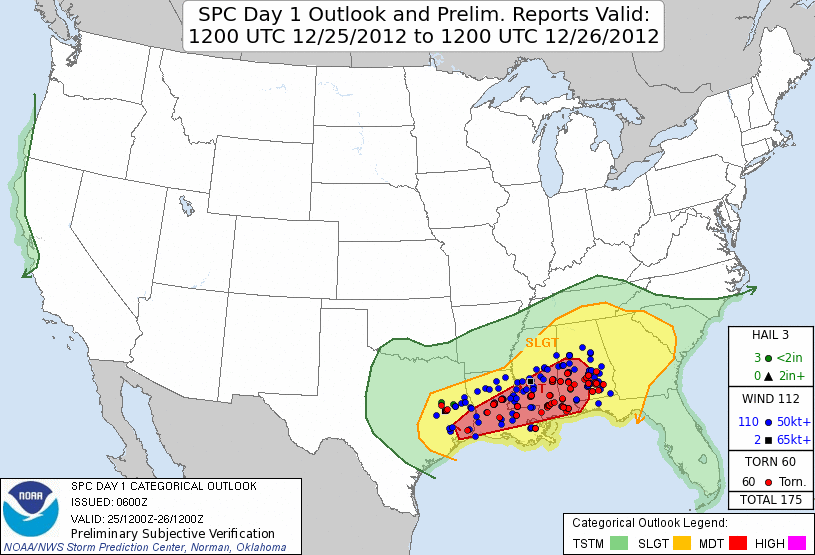 SPC Day 1 Outlook and Prelim. Reports Valid:
1200 UTC 12/25/2012 to 1200 UTC 12/26/2012
SLGT
HAIL 3
3 <2in
0 2in+
WIND 112
110 50kt+
2 65kt+
TORN 60
60 Torn.
TOTAL 175
NOAA
SPC DAY 1 CATEGORICAL OUTLOOK
ISSUED: 0600Z
VALID: 25/1200Z-26/1200Z
Preliminary Subjective Verification
NOAA/NWS Storm Prediction Center, Norman, Oklahoma
Categorical Outlook Legend:
TSTM SLGT MDT HIGH